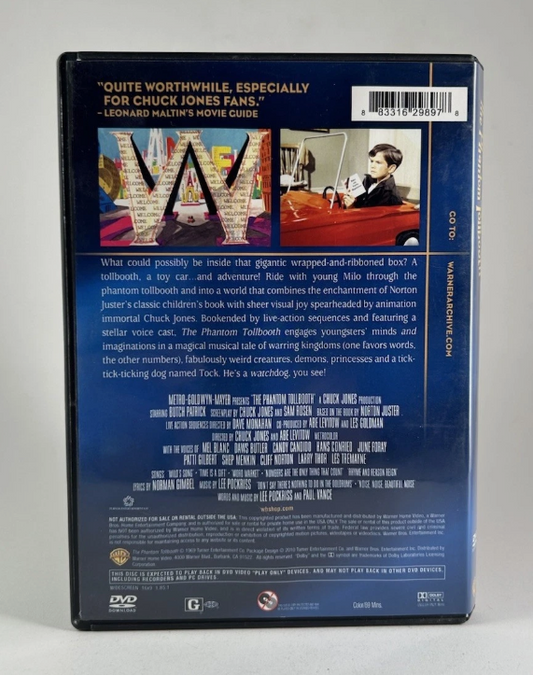 "QUITE WORTHWHILE, ESPECIALLY
FOR CHUCK JONES FANS."
– LEONARD MALTIN'S MOVIE GUIDE
8 83316 29897 8
GO TO: WARNERARCHIVE.COM
W
WELCOME
What could possibly be inside that gigantic wrapped-and-ribboned box? A
tollbooth, a toy car...and adventure! Ride with young Milo through the
phantom tollbooth and into a world that combines the enchantment of Norton
Juster's classic children's book with sheer visual joy spearheaded by animation
immortal Chuck Jones. Bookended by live-action sequences and featuring a
stellar voice cast, The Phantom Tollbooth engages youngsters' minds and
imaginations in a magical musical tale of warring kingdoms (one favors words,
the other numbers), fabulously weird creatures, demons, princesses and a tick-
tick-ticking dog named Tock. He's a watchdog, you see!
METRO-GOLDWYN-MAYER PRESENTS "THE PHANTOM TOLLBOOTH" A CHUCK JONES PRODUCTION
STARRING BUTCH PATRICK SCREENPLAY BY CHUCK JONES AND SAM ROSEN BASED ON THE BOOK BY NORTON JUSTER
LIVE ACTION SEQUENCES DIRECTED BY DAVE MONAHAN CO-PRODUCED BY ABE LEVITOW AND LES GOLDMAN
DIRECTED BY CHUCK JONES AND ABE LEVITOW METROCOLOR
WITH THE VOICES OF MEL BLANC DAWS BUTLER CANDY CANDIDO HANS CONRIED JUNE FORAY
PATTI GILBERT SHEP MENKEN CLIFF NORTON LARRY THOR LES TREMAYNE
SONGS "MILO'S SONG" "TIME IS A GIFT" "WORD MARKET" "NUMBERS ARE THE ONLY THING THAT COUNT" "RHYME AND REASON REIGN"
LYRICS BY NORMAN GIMBEL MUSIC BY LEE POCKRISS "DON'T SAY THERE'S NOTHING TO DO IN THE DOLDRUMS" "NOISE, NOISE, BEAUTIFUL NOISE"
WORDS AND MUSIC BY LEE POCKRISS AND PAUL VANCE
wbshop.com
NOT AUTHORIZED FOR SALE OR RENTAL OUTSIDE THE USA.
THIS DISC IS EXPECTED TO PLAY BACK IN DVD VIDEO "PLAY ONLY" DEVICES, AND MAY NOT PLAY BACK IN OTHER DVD DEVICES,
INCLUDING RECORDERS AND PC DRIVES
DVD
DOWNLOAD
G
Color/89 Mins.
DOLBY
DIGITAL